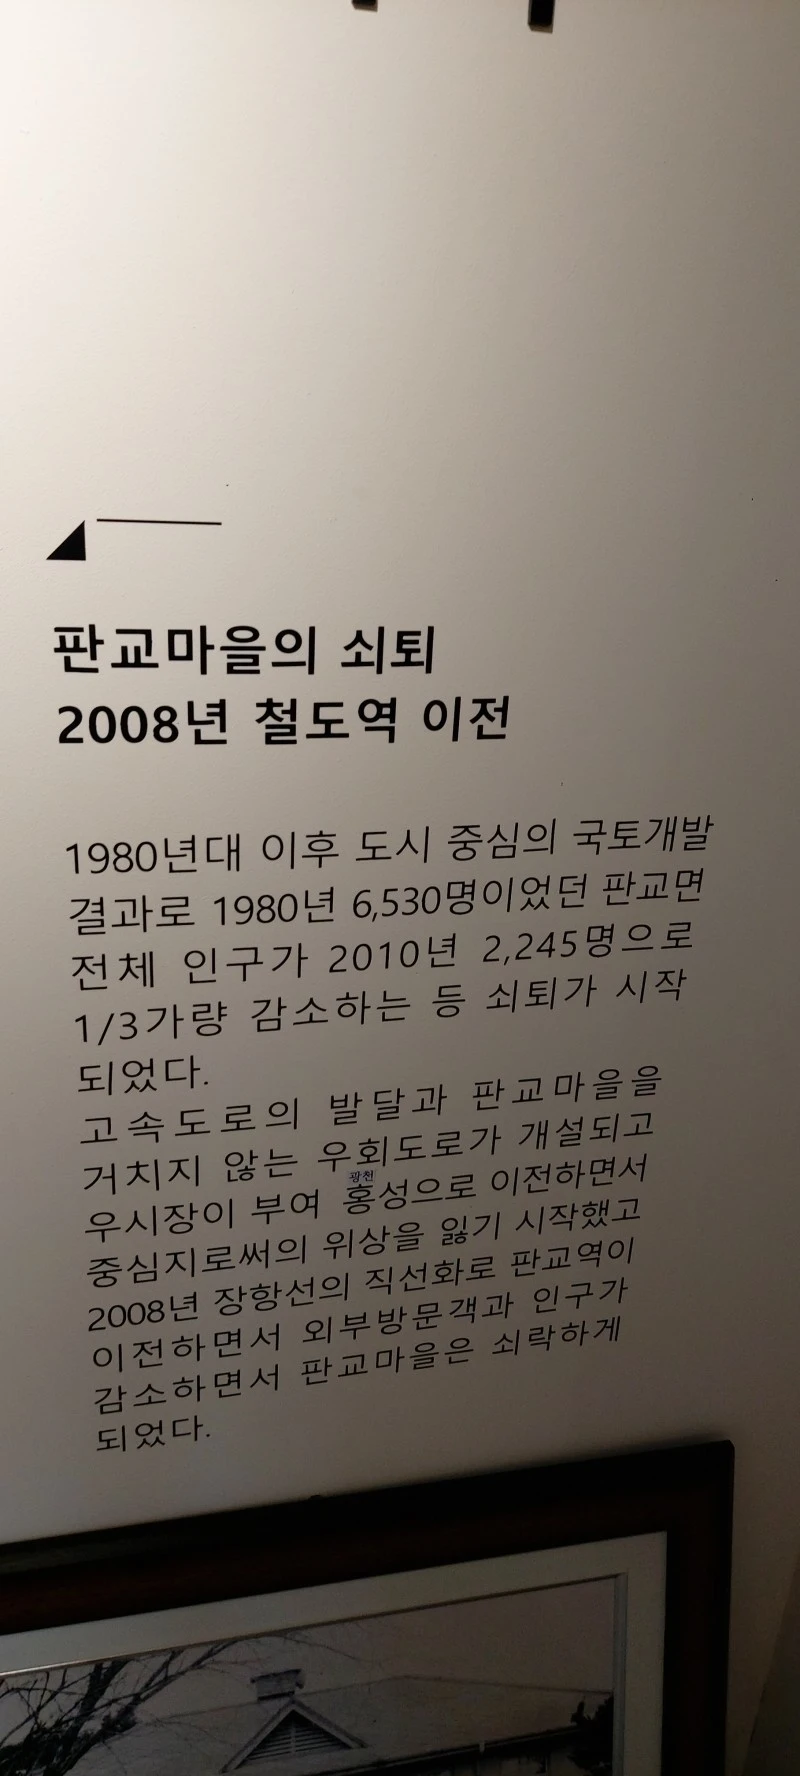 판교마을의 쇠퇴
2008년 철도역 이전
1980년대 이후 도시 중심의 국토개발
결과로 1980년 6,530명이었던 판교면
전체 인구가 2010년 2,245명으로
1/3가량 감소하는 등 쇠퇴가 시작
되었다.
고속도로의 발달과 판교마을을
거치지 않는 우회도로가 개설되고
광천
우시장이 부여 홍성으로 이전하면서
중심지로써의 위상을 잃기 시작했고
2008년 장항선의 직선화로 판교역이
이전하면서 외부방문객과 인구가
감소하면서 판교마을은 쇠락하게
되었다.